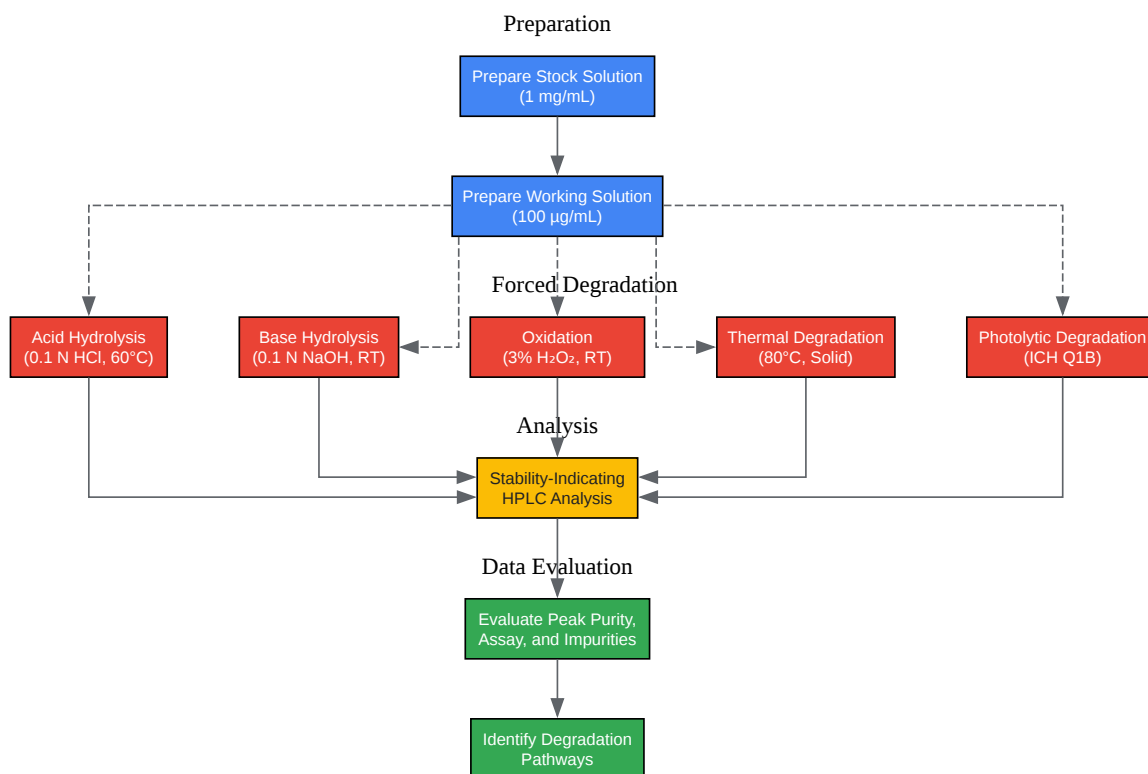 Preparation
Prepare Stock Solution
(1 mg/mL)
Prepare Working Solution
(100 µg/mL)
Forced Degradation
Acid Hydrolysis
(0.1 N HCl, 60°C)
Base Hydrolysis
(0.1 N NaOH, RT)
Oxidation
(3% H₂O₂, RT)
Thermal Degradation
(80°C, Solid)
Photolytic Degradation
(ICH Q1B)
Analysis
Stability-Indicating
HPLC Analysis
Data Evaluation
Evaluate Peak Purity,
Assay, and Impurities
Identify Degradation
Pathways